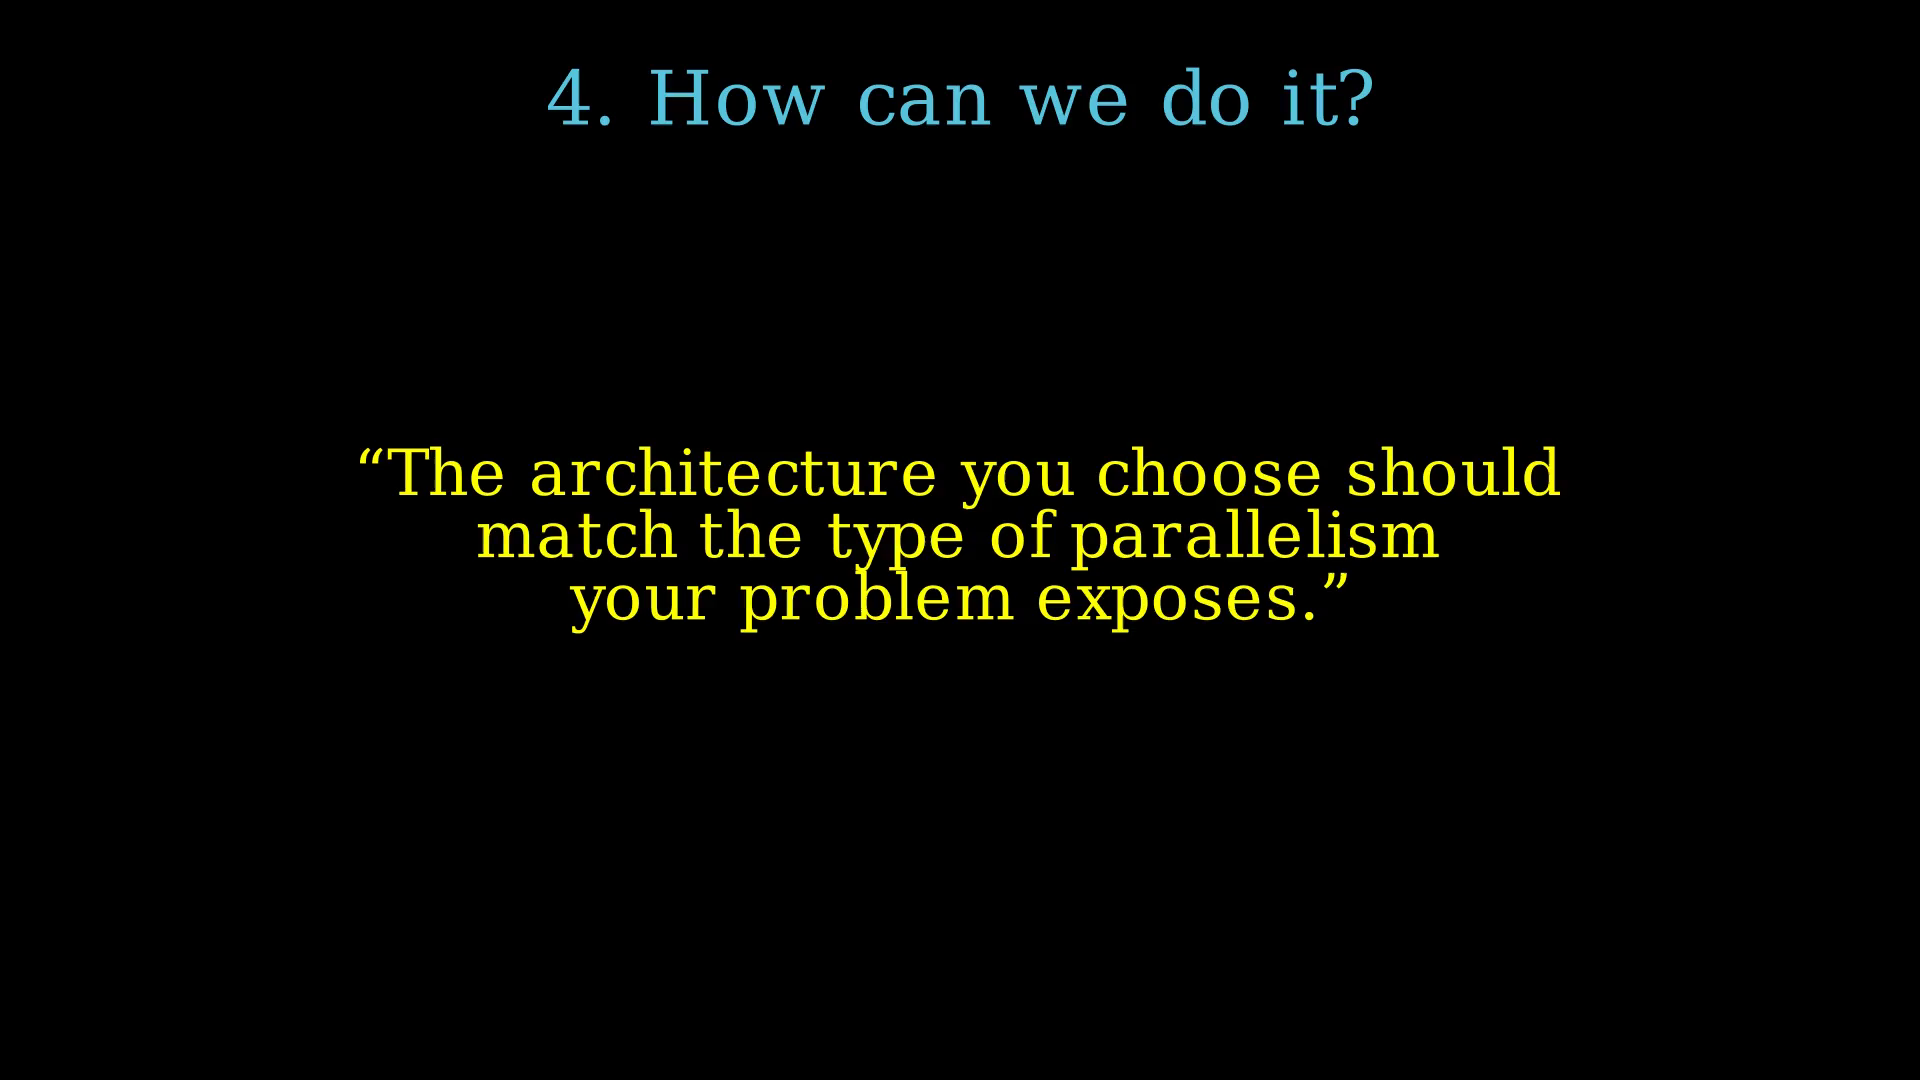 4. How can we do it?
“The architecture you choose should
match the type of parallelism
your problem exposes.”